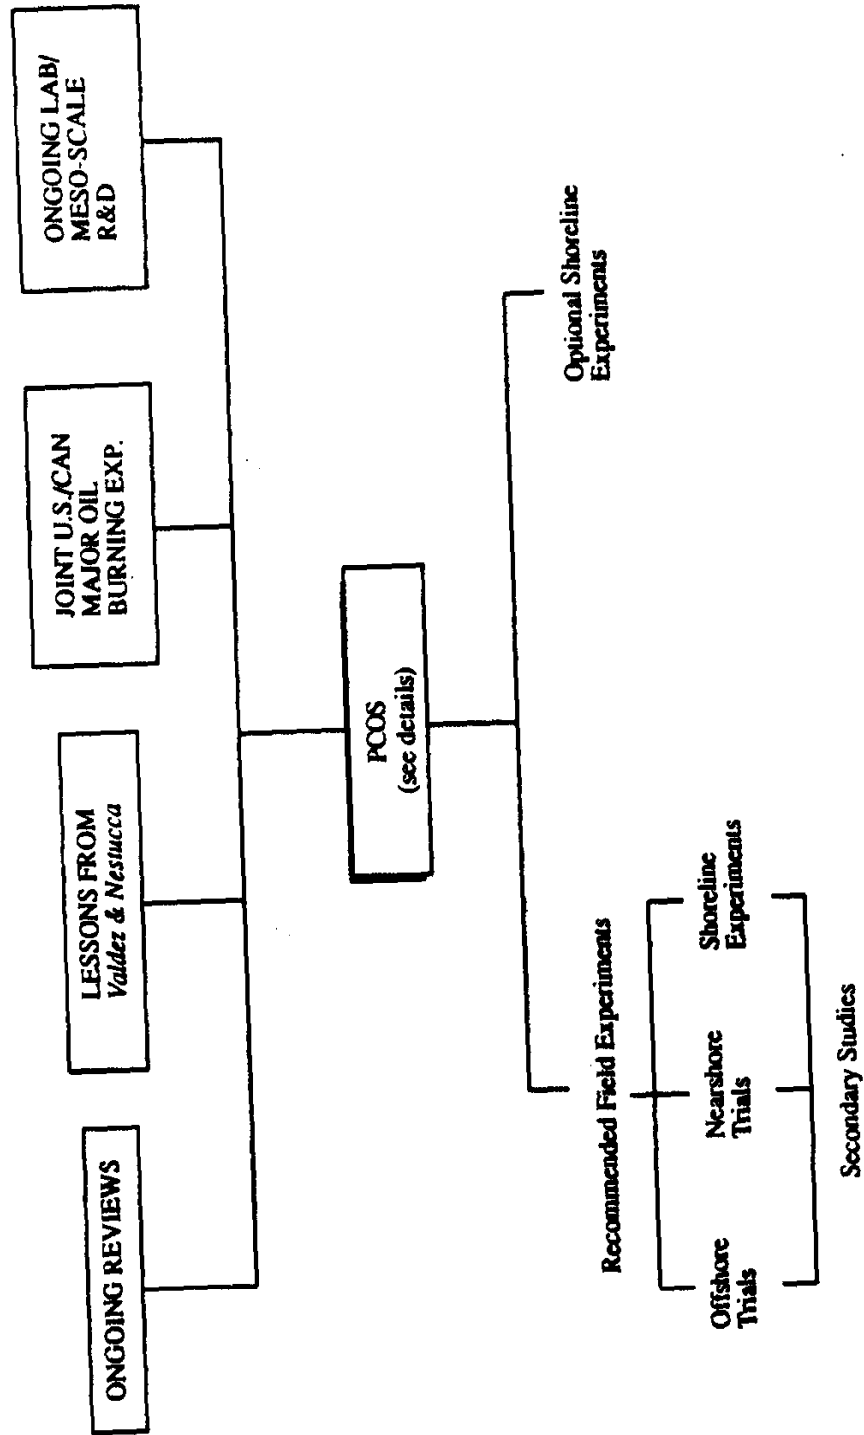 ONGOING REVIEWS
LESSONS FROM
Valdez & Nestucca
JOINT U.S./CAN
MAJOR OIL
BURNING EXP.
ONGOING LAB/
MESO-SCALE
R&D
PCOS
(see details)
Recommended Field Experiments
Optional Shoreline
Experiments
Offshore
Trials
Nearshore
Trials
Shoreline
Experiments
Secondary Studies